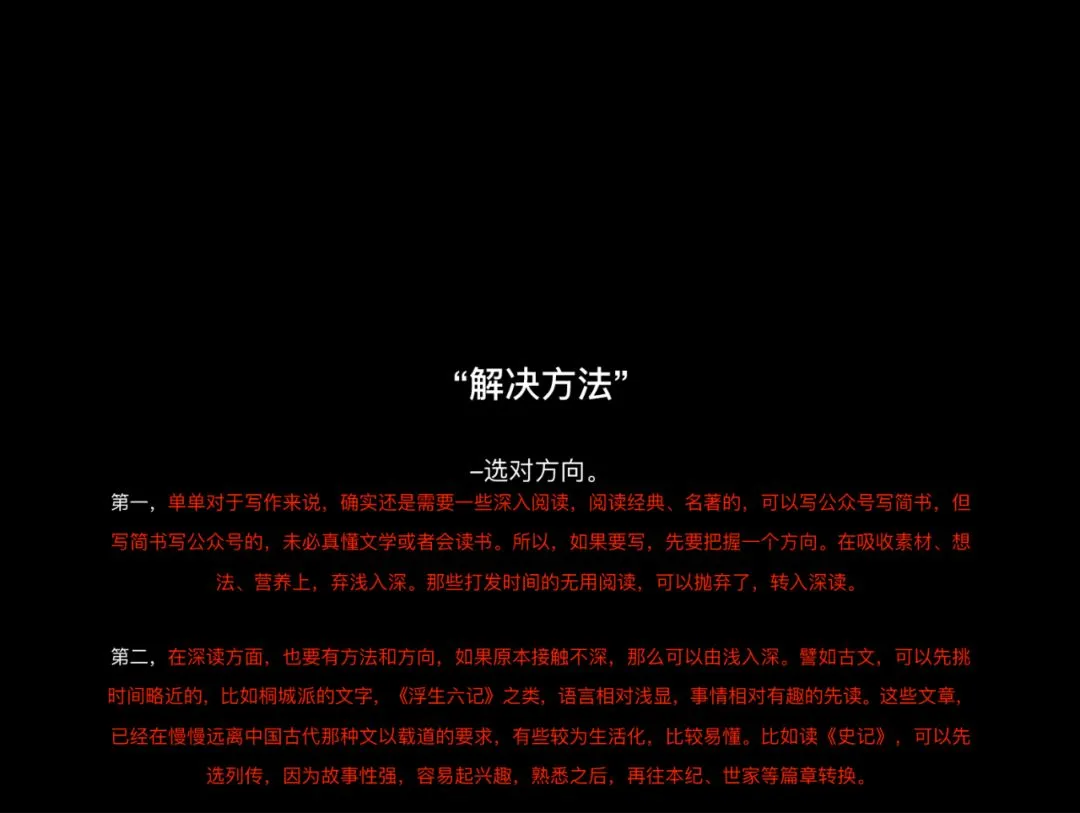 “解决方法”
–选对方向。
第一，单单对于写作来说，确实还是需要一些深入阅读，阅读经典、名著的，可以写公众号写简书，但
写简书写公众号的，未必真懂文学或者会读书。所以，如果要写，先要把握一个方向。在吸收素材、想
法、营养上，弃浅入深。那些打发时间的无用阅读，可以抛弃了，转入深读。
第二，在深读方面，也要有方法和方向，如果原本接触不深，那么可以由浅入深。譬如古文，可以先挑
时间略近的，比如桐城派的文字，《浮生六记》之类，语言相对浅显，事情相对有趣的先读。这些文章，
已经在慢慢远离中国古代那种文以载道的要求，有些较为生活化，比较易懂。比如读《史记》，可以先
选列传，因为故事性强，容易起兴趣，熟悉之后，再往本纪、世家等篇章转换。